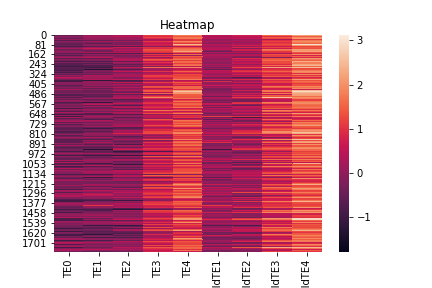 Heatmap
0
81
162
243
324
405
486
567
648
729
810
891
972
1053
1134
1215
1296
1377
1458
1539
1620
1701
TE0
TE1
TE2
TE3
TE4
IdTE1
IdTE2
IdTE3
IdTE4
3
2
1
0
−1